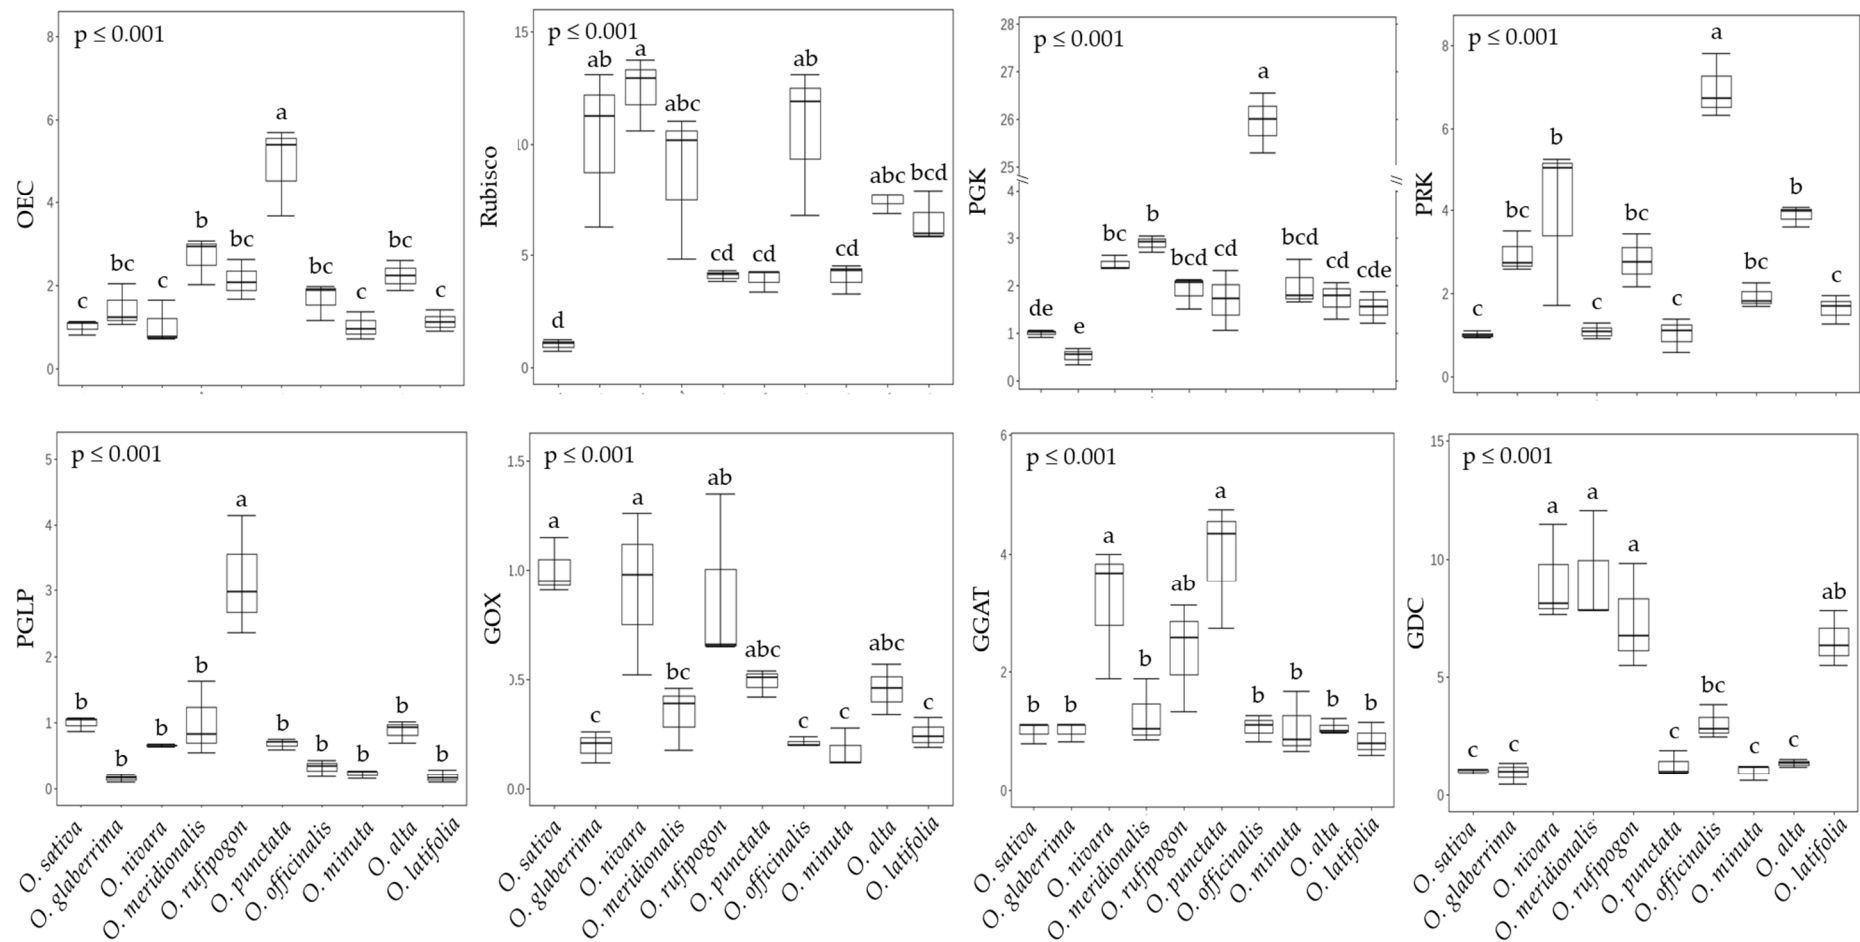 OEC
p ≤ 0.001
8
6
4
2
0
c
bc
c
b
bc
a
bc
c
bc
c
Rubisco
p ≤ 0.001
15
10
5
0
d
ab
a
abc
cd
cd
ab
cd
abc
bcd
PGK
p ≤ 0.001
28
27
26
25
4
3
2
1
0
de
e
bc
b
bcd
cd
a
bcd
cd
cde
PRK
p ≤ 0.001
8
6
4
2
0
c
bc
b
c
bc
c
a
bc
b
c
PGLP
p ≤ 0.001
5
4
3
2
1
0
b
b
b
b
a
b
b
b
b
b
O. sativa
O. glaberrima
O. nivara
O. meridionalis
O. rufipogon
O. punctata
O. officinalis
O. minuta
O. alta
O. latifolia
GOX
p ≤ 0.001
1.5
1.0
0.5
0.0
a
c
a
bc
ab
abc
c
c
abc
c
O. sativa
O. glaberrima
O. nivara
O. meridionalis
O. rufipogon
O. punctata
O. officinalis
O. minuta
O. alta
O. latifolia
GGAT
p ≤ 0.001
6
4
2
0
b
b
a
b
ab
a
b
b
b
b
O. sativa
O. glaberrima
O. nivara
O. meridionalis
O. rufipogon
O. punctata
O. officinalis
O. minuta
O. alta
O. latifolia
GDC
p ≤ 0.001
15
10
5
0
c
c
a
a
a
c
bc
c
c
ab
O. sativa
O. glaberrima
O. nivara
O. meridionalis
O. rufipogon
O. punctata
O. officinalis
O. minuta
O. alta
O. latifolia